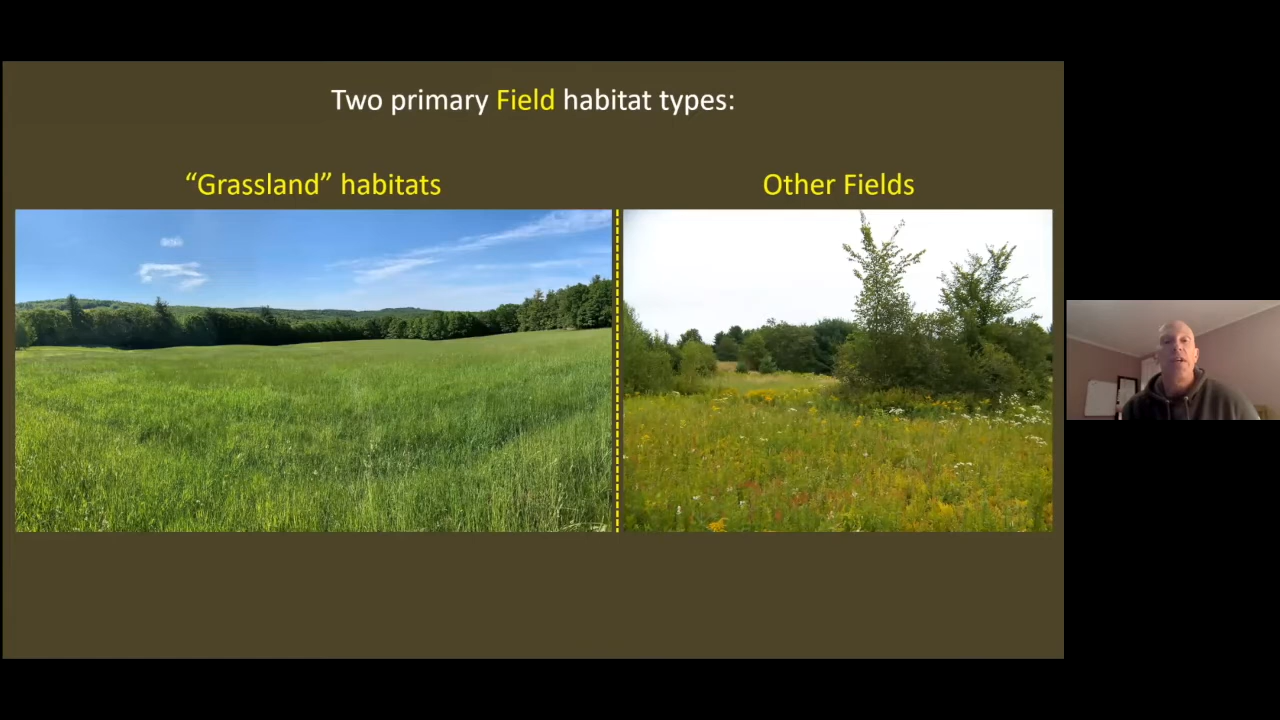 Two primary Field habitat types:
“Grassland” habitats
Other Fields